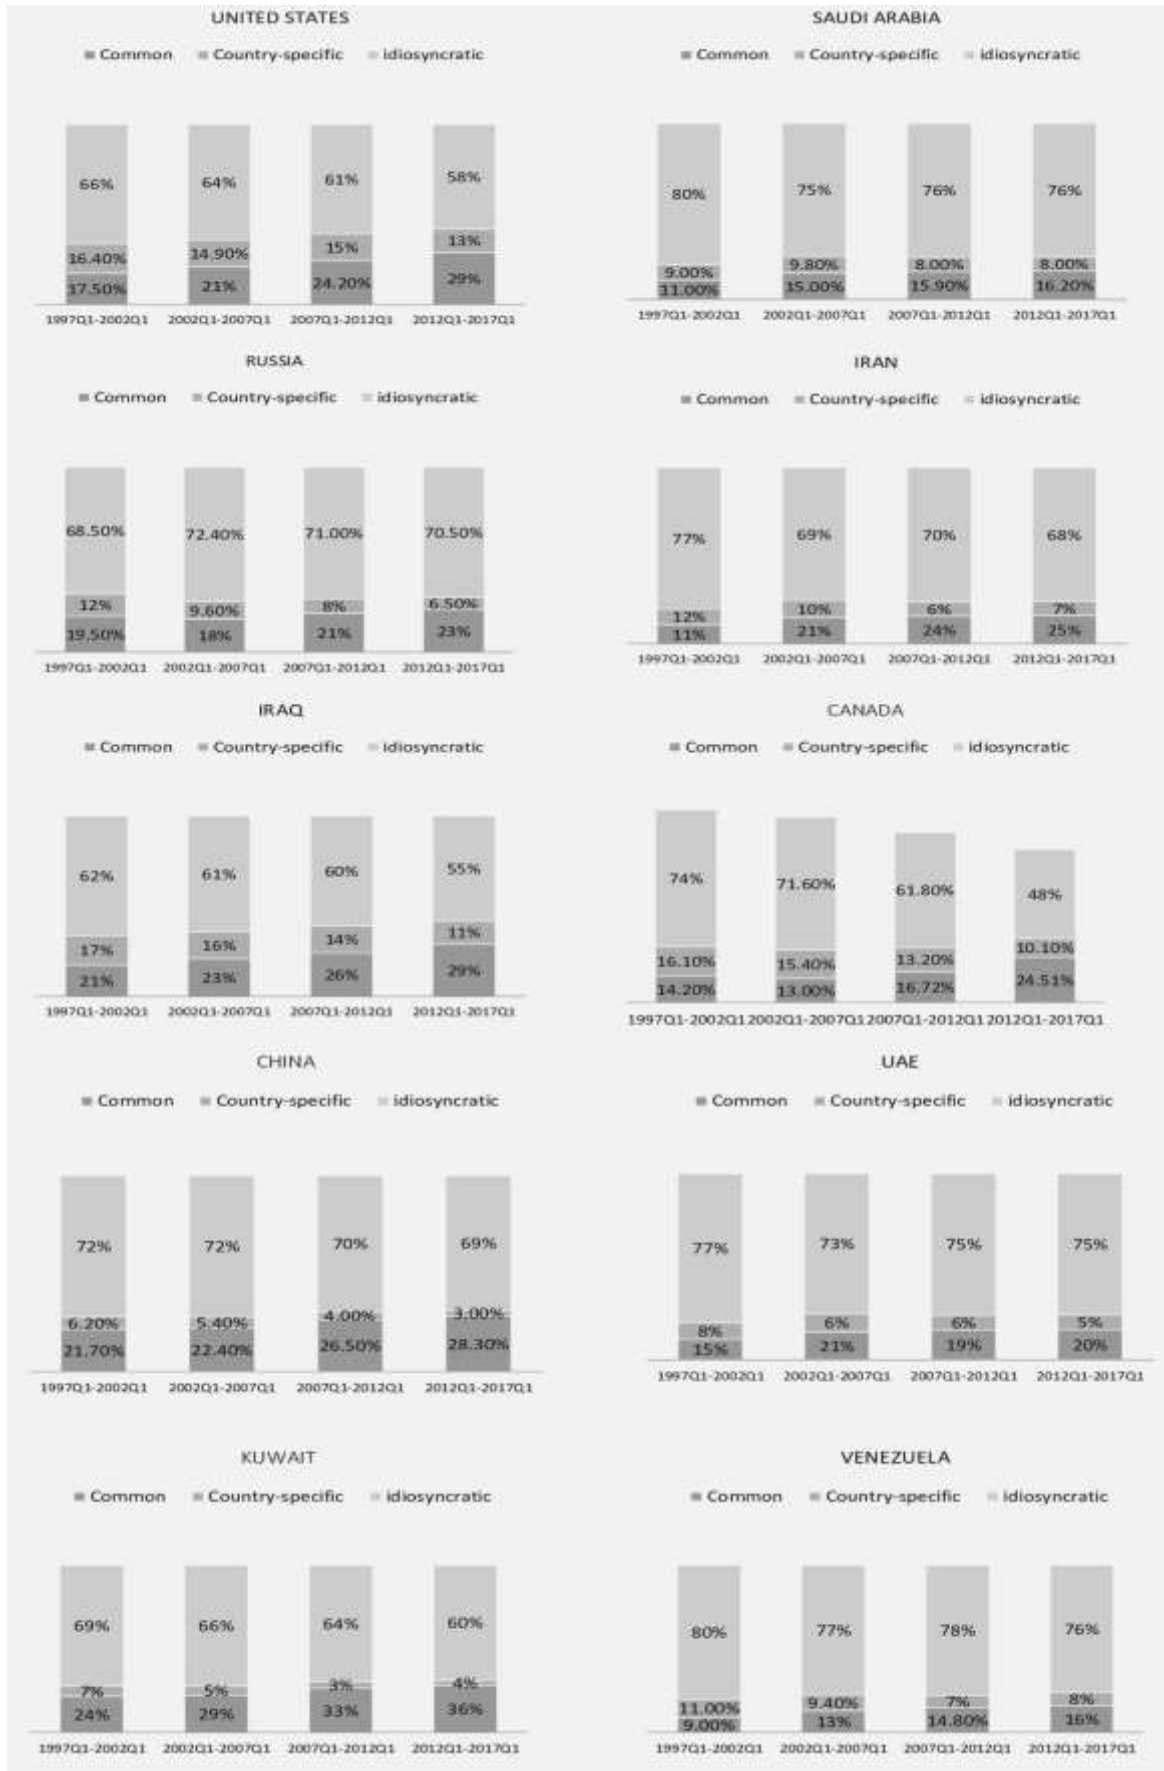 UNITED STATES
Common Country-specific idiosyncratic
66% 64% 61% 58%
16.40% 14.90% 15% 13%
17.50% 21% 24.20% 29%
1997Q1-2002Q1 2002Q1-2007Q1 2007Q1-2012Q1 2012Q1-2017Q1
SAUDI ARABIA
Common Country-specific idiosyncratic
80% 75% 76% 76%
9.00% 9.80% 8.00% 8.00%
11.00% 15.00% 15.90% 16.20%
1997Q1-2002Q1 2002Q1-2007Q1 2007Q1-2012Q1 2012Q1-2017Q1
RUSSIA
Common Country-specific idiosyncratic
68.50% 72.40% 71.00% 70.50%
12% 9.60% 8% 6.50%
19.50% 18% 21% 23%
1997Q1-2002Q1 2002Q1-2007Q1 2007Q1-2012Q1 2012Q1-2017Q1
IRAN
Common Country-specific idiosyncratic
77% 69% 70% 68%
12% 10% 6% 7%
11% 21% 24% 25%
1997Q1-2002Q1 2002Q1-2007Q1 2007Q1-2012Q1 2012Q1-2017Q1
IRAQ
Common Country-specific idiosyncratic
62% 61% 60% 55%
17% 16% 14% 11%
21% 23% 26% 29%
1997Q1-2002Q1 2002Q1-2007Q1 2007Q1-2012Q1 2012Q1-2017Q1
CANADA
Common Country-specific idiosyncratic
74% 71.60% 61.80% 48%
16.10% 15.40% 13.20% 10.10%
14.20% 13.00% 16.72% 24.51%
1997Q1-2002Q1 2002Q1-2007Q1 2007Q1-2012Q1 2012Q1-2017Q1
CHINA
Common Country-specific idiosyncratic
72% 72% 70% 69%
6.20% 5.40% 4.00% 3.00%
21.70% 22.40% 26.50% 28.30%
1997Q1-2002Q1 2002Q1-2007Q1 2007Q1-2012Q1 2012Q1-2017Q1
UAE
Common Country-specific idiosyncratic
77% 73% 75% 75%
8% 6% 6% 5%
15% 21% 19% 20%
1997Q1-2002Q1 2002Q1-2007Q1 2007Q1-2012Q1 2012Q1-2017Q1
KUWAIT
Common Country-specific idiosyncratic
69% 66% 64% 60%
7% 5% 3% 4%
24% 29% 33% 36%
1997Q1-2002Q1 2002Q1-2007Q1 2007Q1-2012Q1 2012Q1-2017Q1
VENEZUELA
Common Country-specific idiosyncratic
80% 77% 78% 76%
11.00% 9.40% 7% 8%
9.00% 13% 14.80% 16%
1997Q1-2002Q1 2002Q1-2007Q1 2007Q1-2012Q1 2012Q1-2017Q1